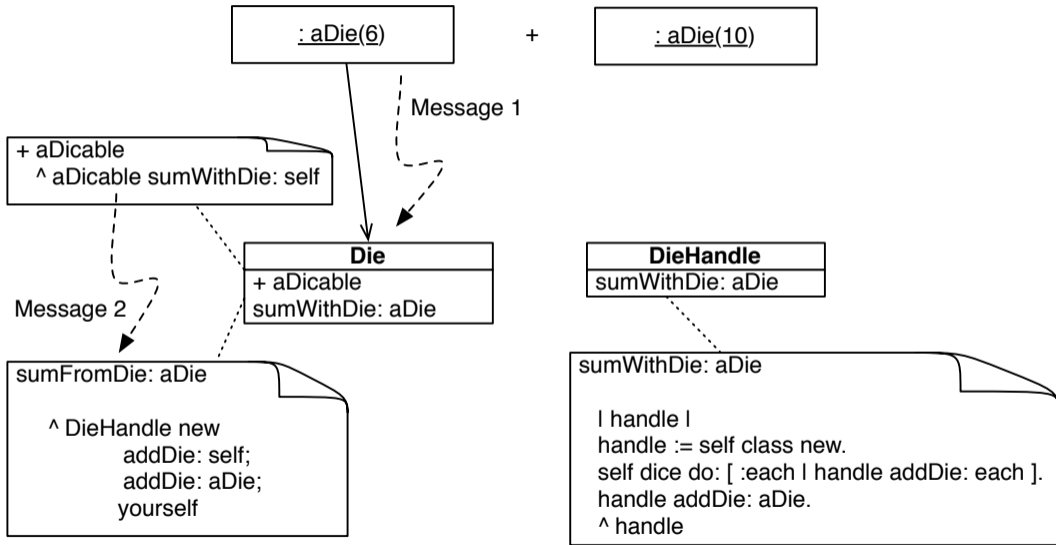 : aDie(6)
+
: aDie(10)
Message 1
+ aDicable
^ aDicable sumWithDie: self
Die
+ aDicable
sumWithDie: aDie
DieHandle
sumWithDie: aDie
Message 2
sumFromDie: aDie
^ DieHandle new
addDie: self;
addDie: aDie;
yourself
sumWithDie: aDie
| handle |
handle := self class new.
self dice do: [ :each | handle addDie: each ].
handle addDie: aDie.
^ handle